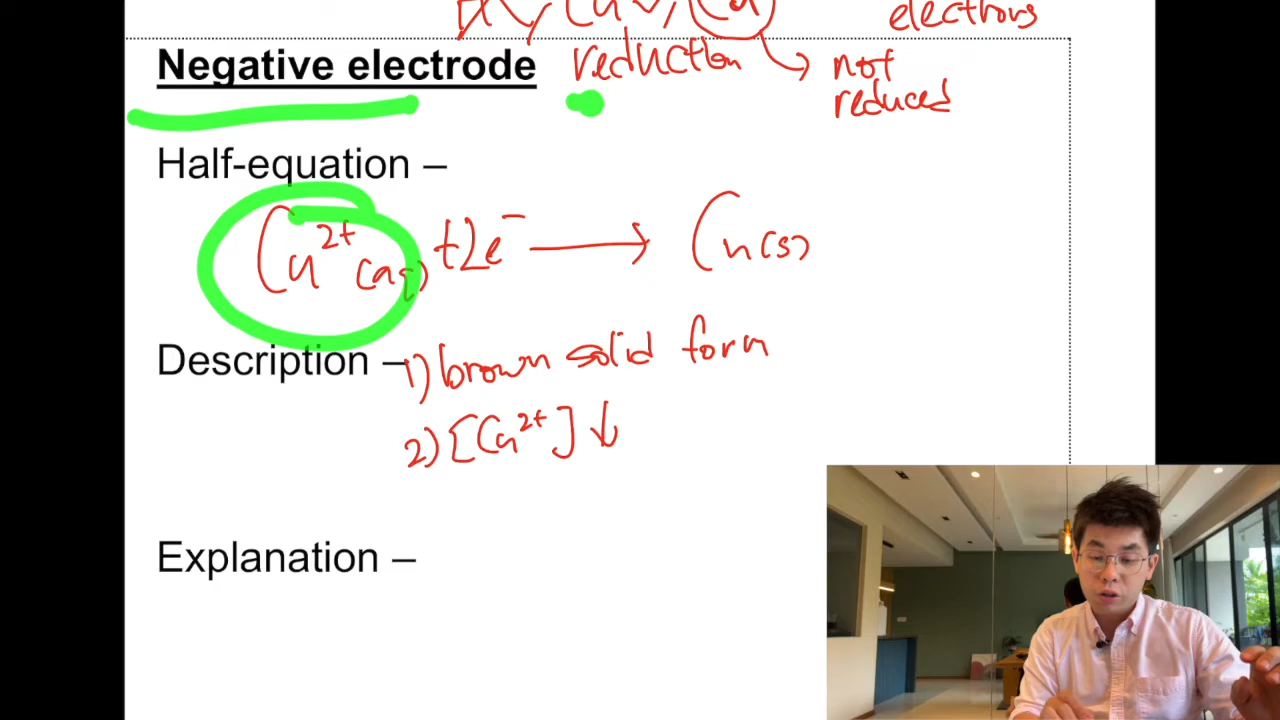 electrons
Negative electrode reduction not
reduced
Half-equation –
Cu²⁺(aq) +2e⁻ → Cu(s)
Description – 1) brown solid form
2) [Cu²⁺] ↓
Explanation –